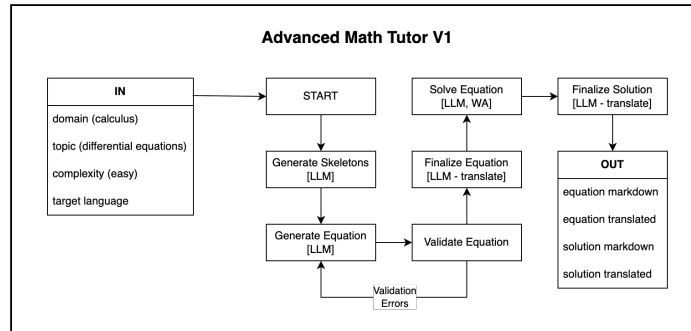 Advanced Math Tutor V1
IN
domain (calculus)
topic (differential equations)
complexity (easy)
target language
START
Generate Skeletons
[LLM]
Generate Equation
[LLM]
Validation
Errors
Validate Equation
Finalize Equation
[LLM - translate]
Solve Equation
[LLM, WA]
Finalize Solution
[LLM - translate]
OUT
equation markdown
equation translated
solution markdown
solution translated